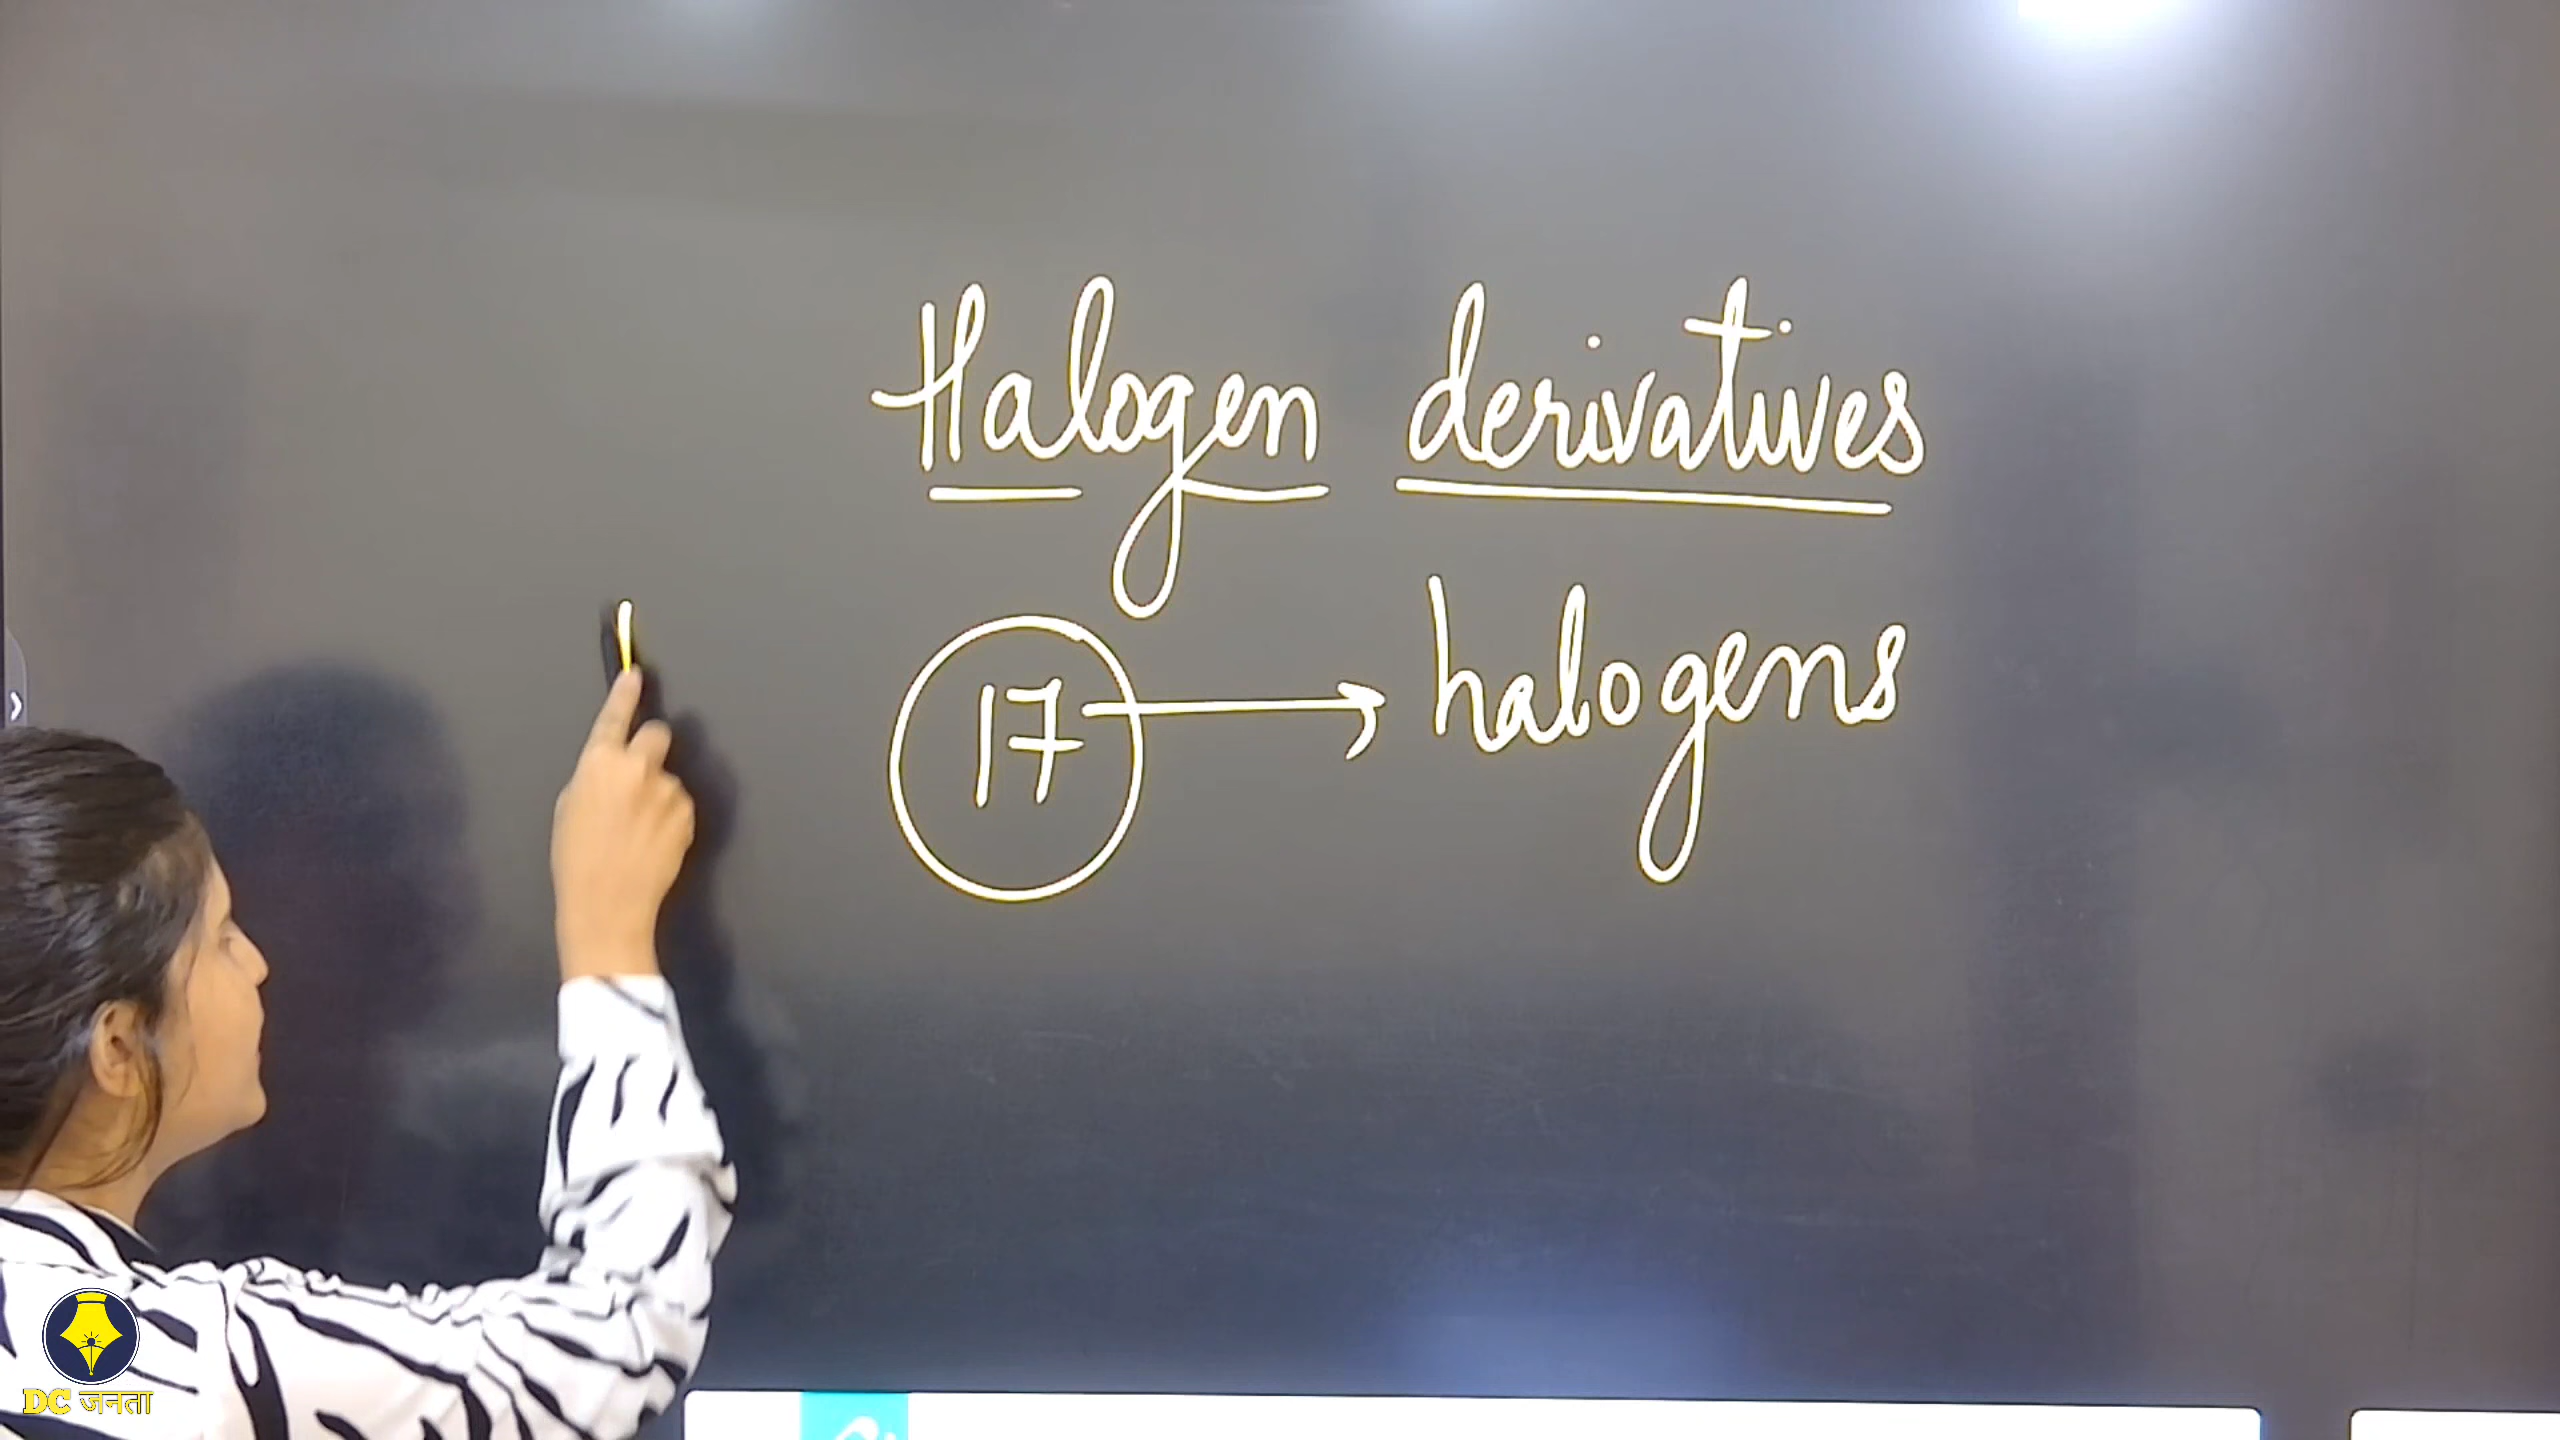 Halogen derivatives
17 → halogens
DC जनता